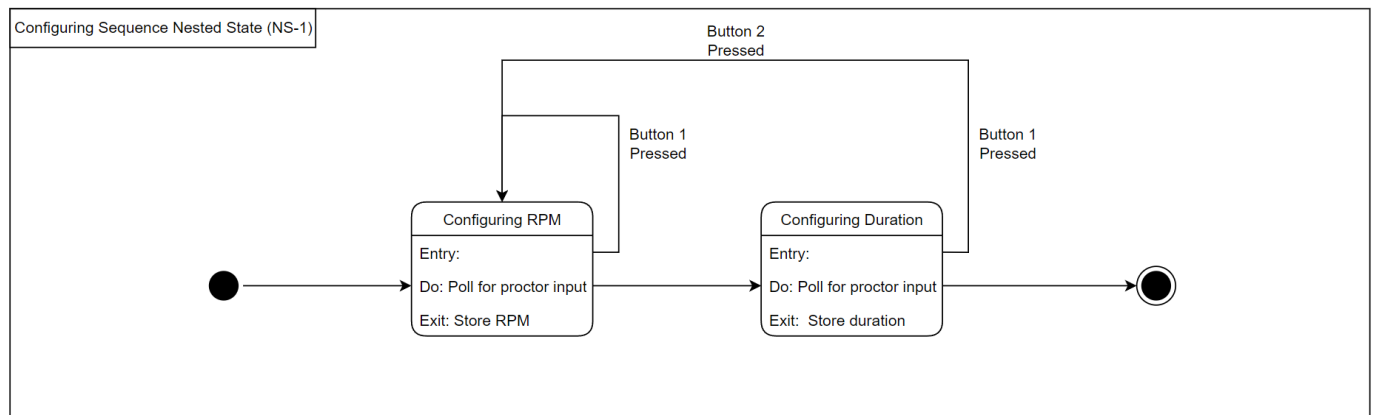 Configuring Sequence Nested State (NS-1)
Button 2
Pressed
Button 1
Pressed
Button 1
Pressed
Configuring RPM
Entry:
Do: Poll for proctor input
Exit: Store RPM
Configuring Duration
Entry:
Do: Poll for proctor input
Exit:  Store duration